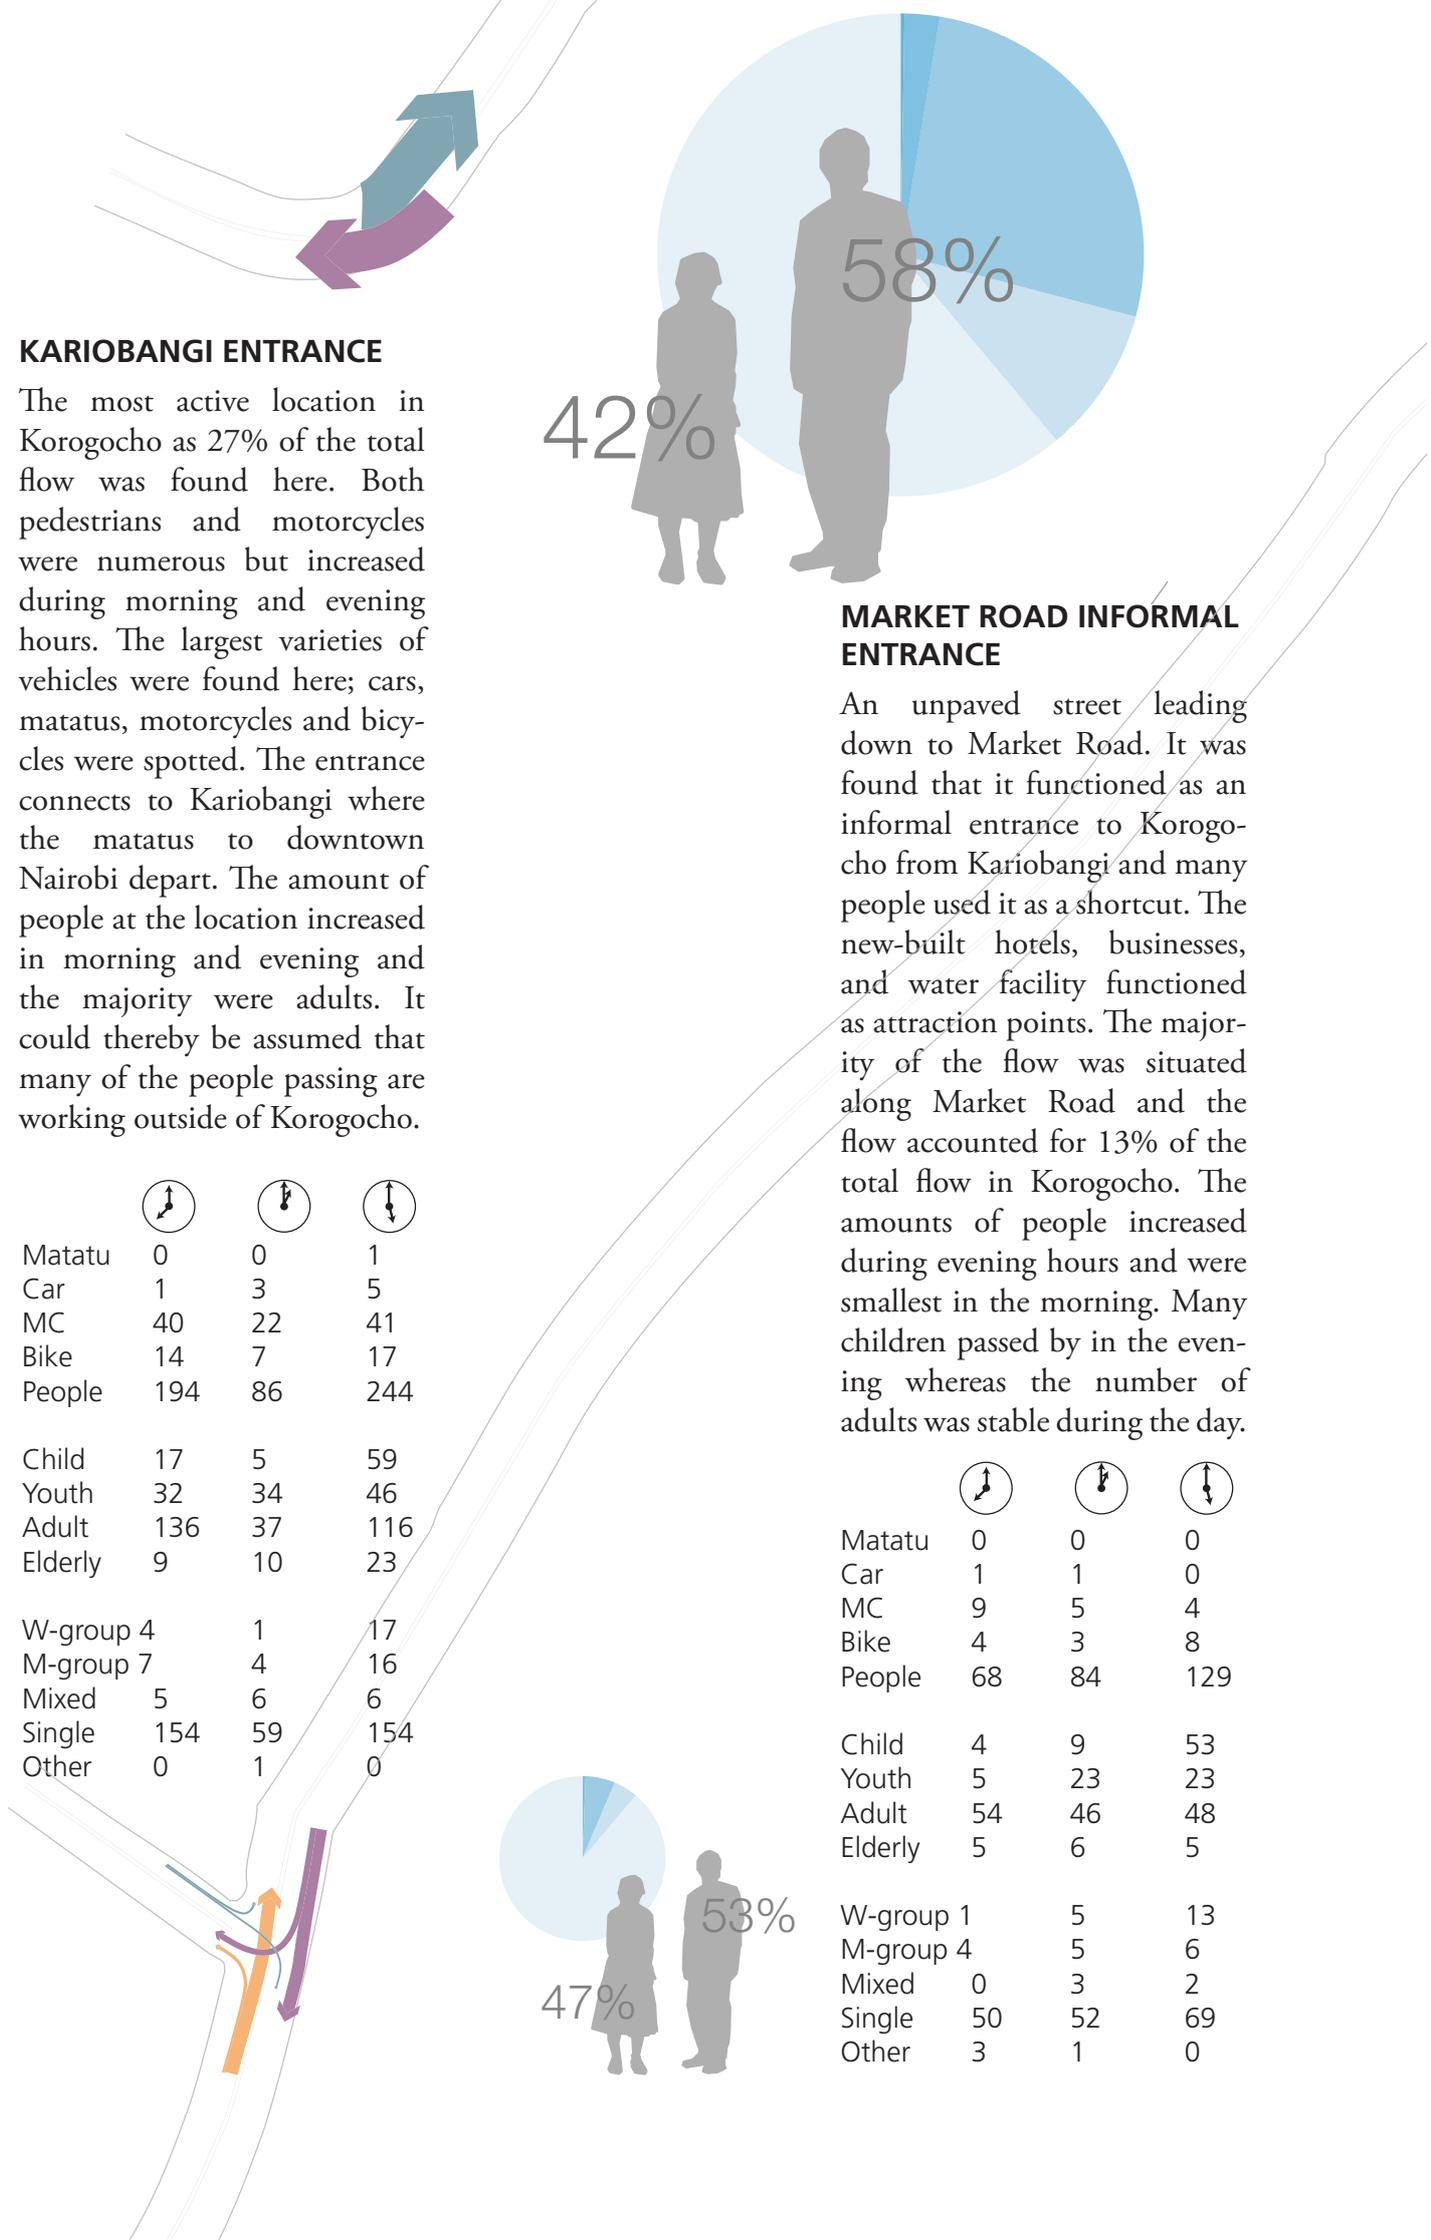 58%
42%
KARIOBANGI ENTRANCE
The most active location in
Korogocho as 27% of the total
flow was found here. Both
pedestrians and motorcycles
were numerous but increased
during morning and evening
hours. The largest varieties of
vehicles were found here; cars,
matatus, motorcycles and bicy-
cles were spotted. The entrance
connects to Kariobangi where
the matatus to downtown
Nairobi depart. The amount of
people at the location increased
in morning and evening and
the majority were adults. It
could thereby be assumed that
many of the people passing are
working outside of Korogocho.
Matatu 0 0 1
Car 1 3 5
MC 40 22 41
Bike 14 7 17
People 194 86 244
Child 17 5 59
Youth 32 34 46
Adult 136 37 116
Elderly 9 10 23
W-group 4 1 17
M-group 7 4 16
Mixed 5 6 6
Single 154 59 154
Other 0 1 0
MARKET ROAD INFORMAL
ENTRANCE
An unpaved street leading
down to Market Road. It was
found that it functioned as an
informal entrance to Korogo-
cho from Kariobangi and many
people used it as a shortcut. The
new-built hotels, businesses,
and water facility functioned
as attraction points. The major-
ity of the flow was situated
along Market Road and the
flow accounted for 13% of the
total flow in Korogocho. The
amounts of people increased
during evening hours and were
smallest in the morning. Many
children passed by in the even-
ing whereas the number of
adults was stable during the day.
Matatu 0 0 0
Car 1 1 0
MC 9 5 4
Bike 4 3 8
People 68 84 129
Child 4 9 53
Youth 5 23 23
Adult 54 46 48
Elderly 5 6 5
W-group 1 5 13
M-group 4 5 6
Mixed 0 3 2
Single 50 52 69
Other 3 1 0
53%
47%